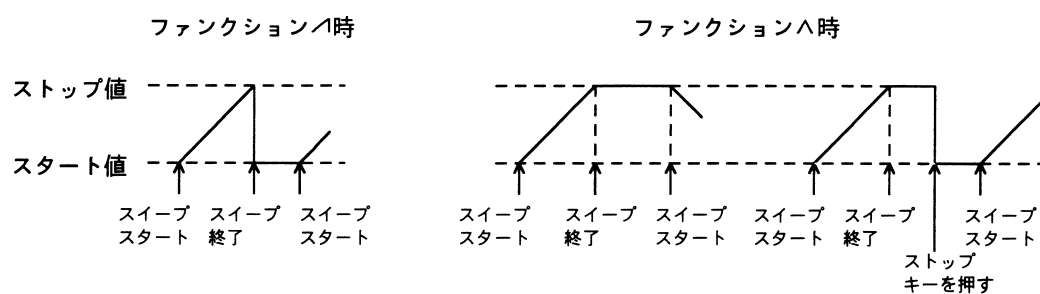 ファンクション⩘時
ファンクション∧時
ストップ値
スタート値
スイープ
スタート
スイープ
終了
スイープ
スタート
スイープ
スタート
スイープ
終了
スイープ
スタート
スイープ
スタート
スイープ
終了
ストップ
キーを押す
スイープ
スタート